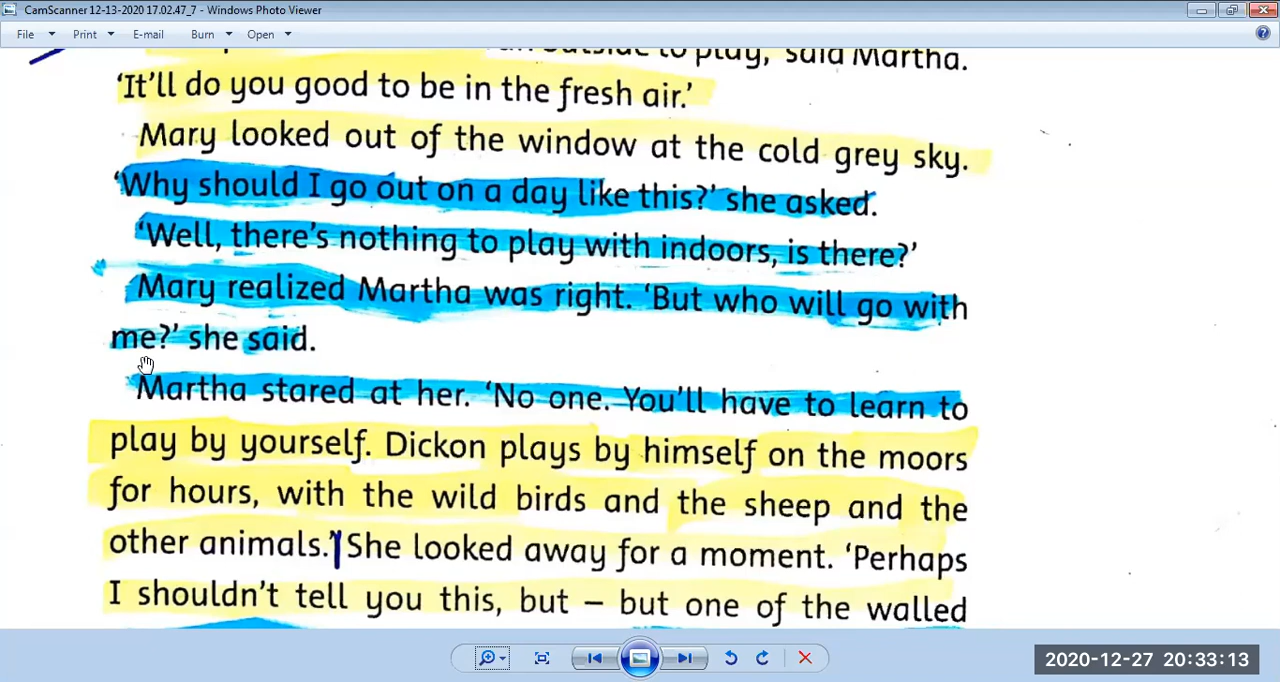 CamScanner 12-13-2020 17.02.47_7 - Windows Photo Viewer
File Print E-mail Burn Open
outside to play, said Martha.
‘It’ll do you good to be in the fresh air.’
Mary looked out of the window at the cold grey sky.
‘Why should I go out on a day like this?’ she asked.
‘Well, there’s nothing to play with indoors, is there?’
Mary realized Martha was right. ‘But who will go with
me?’ she said.
Martha stared at her. ‘No one. You’ll have to learn to
play by yourself. Dickon plays by himself on the moors
for hours, with the wild birds and the sheep and the
other animals.’ She looked away for a moment. ‘Perhaps
I shouldn’t tell you this, but – but one of the walled
2020-12-27 20:33:13